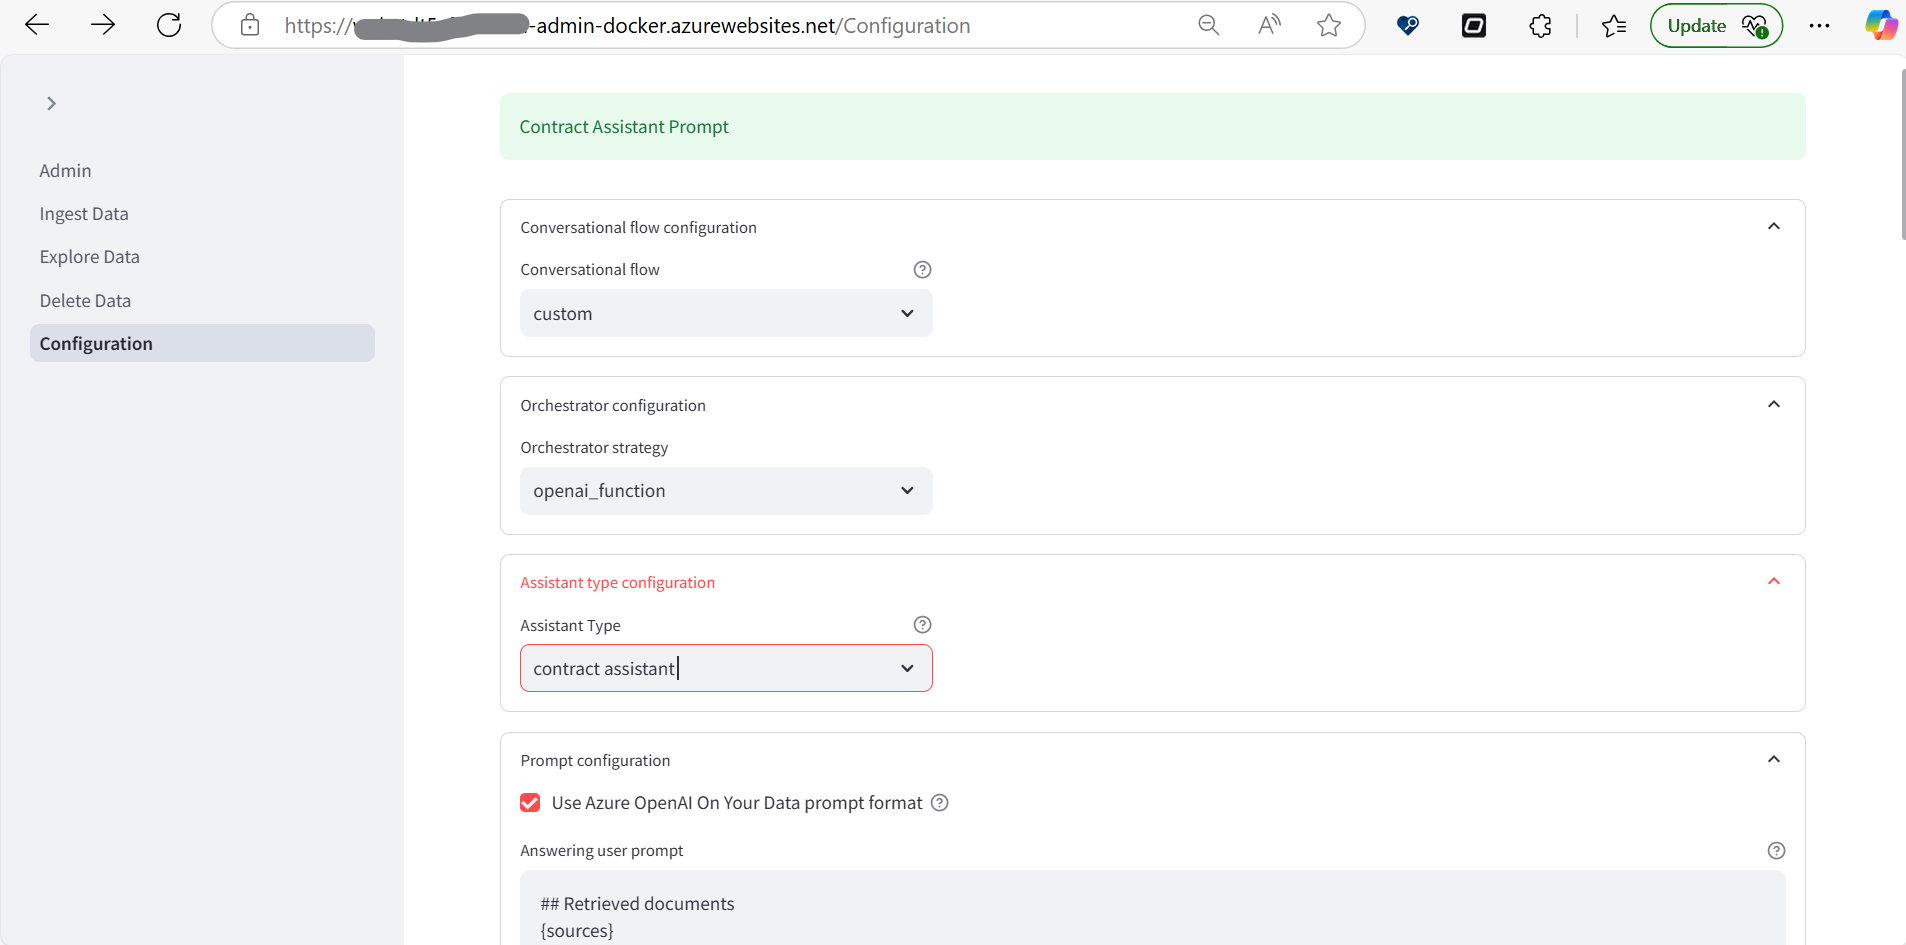 https://
-admin-docker.azurewebsites.net/Configuration
Update
Admin
Ingest Data
Explore Data
Delete Data
Configuration
Contract Assistant Prompt
Conversational flow configuration
Conversational flow
custom
Orchestrator configuration
Orchestrator strategy
openai_function
Assistant type configuration
Assistant Type
contract assistant
Prompt configuration
Use Azure OpenAI On Your Data prompt format
Answering user prompt
## Retrieved documents
{sources}